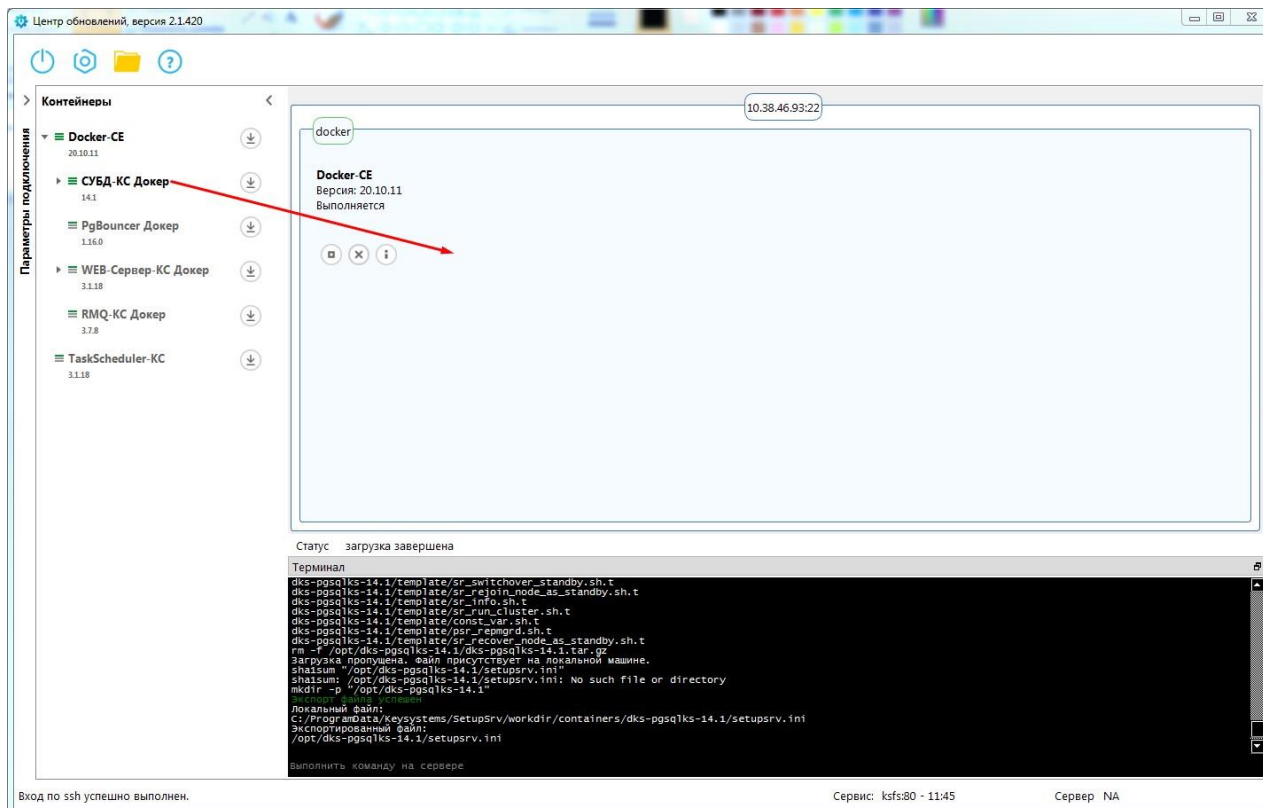 Центр обновлений, версия 2.1.420
Контейнеры
Параметры подключения
Docker-CE
20.10.11
СУБД-КС Докер
14.1
PgBouncer Докер
1.16.0
WEB-Сервер-КС Докер
3.1.18
RMQ-КС Докер
3.7.8
TaskScheduler-КС
3.1.18
10.38.46.93:22
docker
Docker-CE
Версия: 20.10.11
Выполняется
Статус загрузка завершена
Терминал
dks-pgsqlks-14.1/template/sr_switchover_standby.sh.t
dks-pgsqlks-14.1/template/sr_rejoin_node_as_standby.sh.t
dks-pgsqlks-14.1/template/sr_info.sh.t
dks-pgsqlks-14.1/template/sr_run_cluster.sh.t
dks-pgsqlks-14.1/template/const_var.sh.t
dks-pgsqlks-14.1/template/psr_repmgrd.sh.t
dks-pgsqlks-14.1/template/sr_recover_node_as_standby.sh.t
rm -f /opt/dks-pgsqlks-14.1/dks-pgsqlks-14.1.tar.gz
Загрузка пропущена. Файл присутствует на локальной машине.
sha1sum "/opt/dks-pgsqlks-14.1/setupsrv.ini"
sha1sum: /opt/dks-pgsqlks-14.1/setupsrv.ini: No such file or directory
mkdir -p "/opt/dks-pgsqlks-14.1"
Экспорт файла успешен
Локальный файл:
C:/ProgramData/Keysystems/SetupSrv/workdir/containers/dks-pgsqlks-14.1/setupsrv.ini
Экспортированный файл:
/opt/dks-pgsqlks-14.1/setupsrv.ini
Выполнить команду на сервере
Вход по ssh успешно выполнен.
Сервис: ksfs:80 - 11:45
Сервер NA